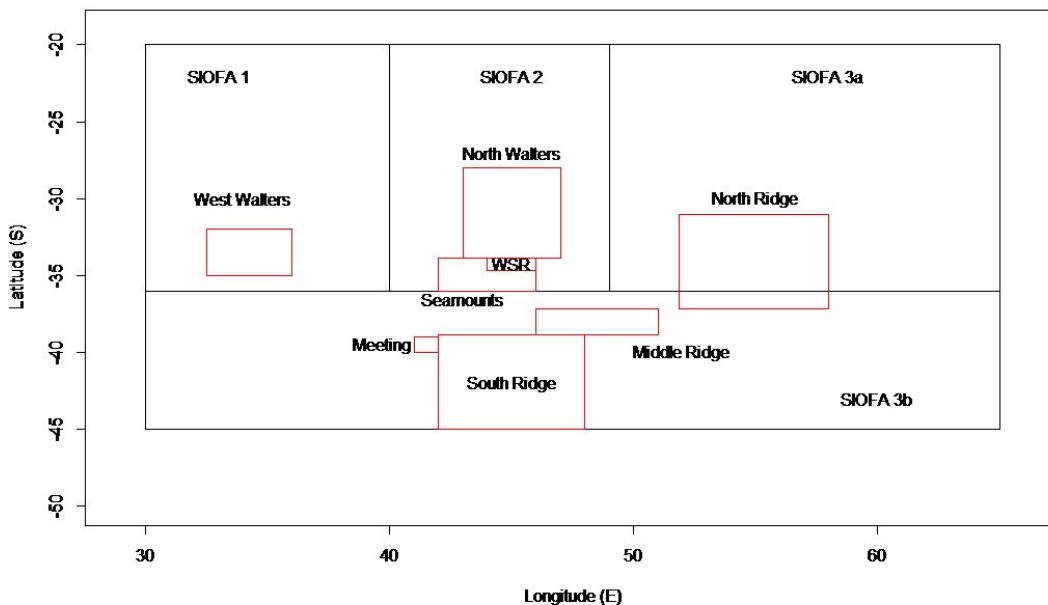 SIOFA 1
SIOFA 2
SIOFA 3a
North Walters
West Walters
North Ridge
WSR
Seamounts
Meeting
Middle Ridge
South Ridge
SIOFA 3b
Latitude (S)
-20
-25
-30
-35
-40
-45
-50
30
40
50
60
Longitude (E)